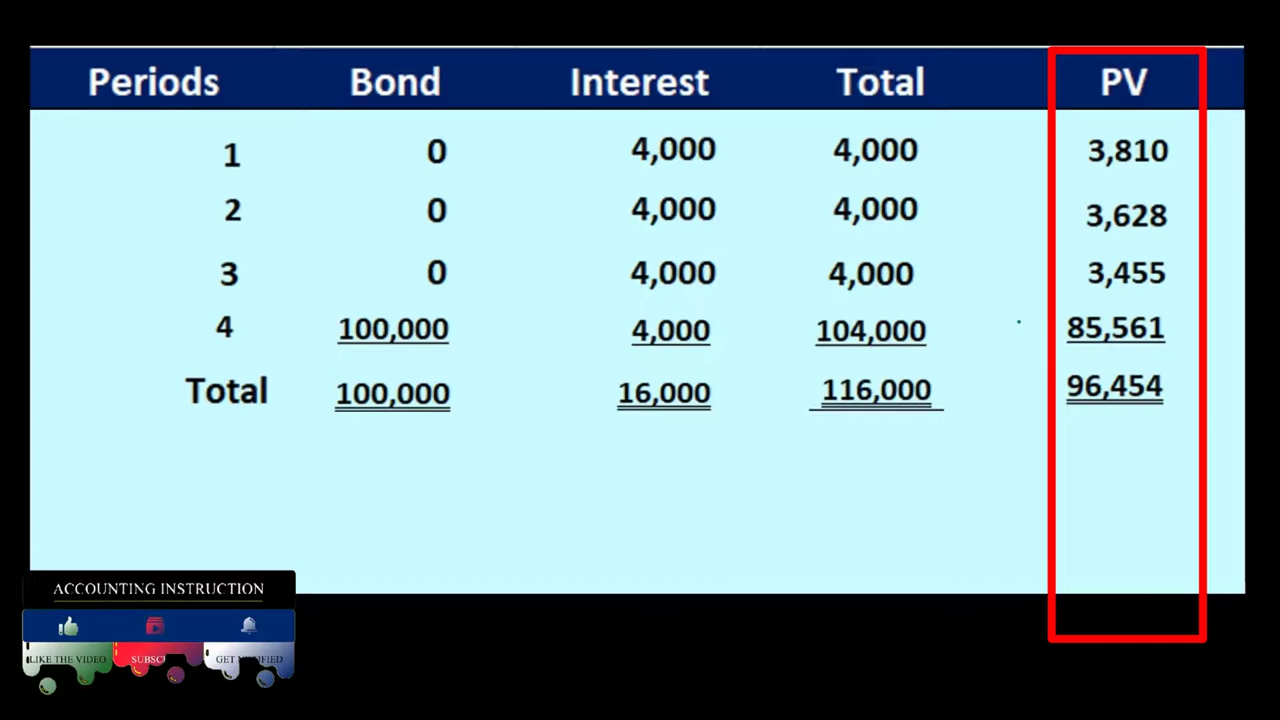 Periods Bond Interest Total PV
1 0 4,000 4,000 3,810
2 0 4,000 4,000 3,628
3 0 4,000 4,000 3,455
4 100,000 4,000 104,000 85,561
Total 100,000 16,000 116,000 96,454
ACCOUNTING INSTRUCTION
LIKE THE VIDEO